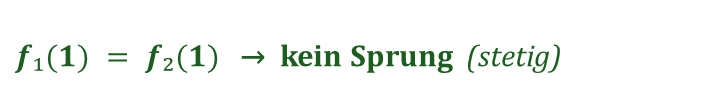 f₁(1) = f₂(1) → kein Sprung (stetig)